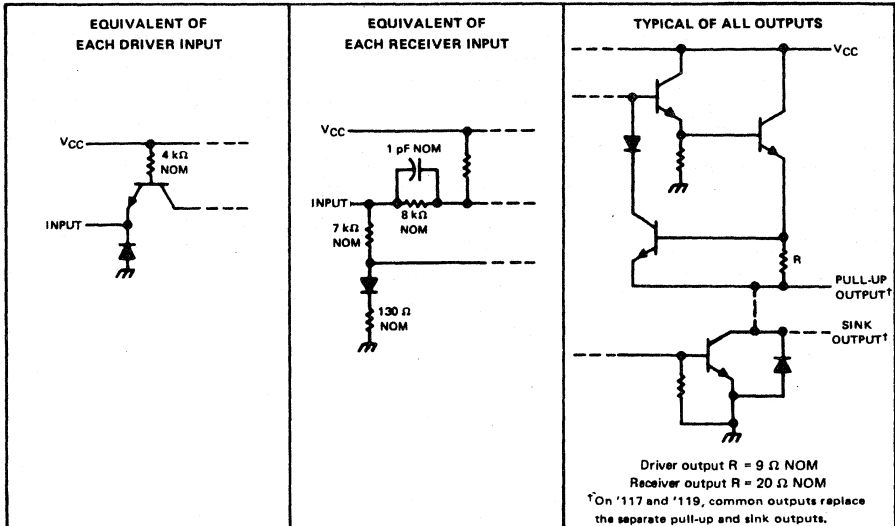 EQUIVALENT OF
EACH DRIVER INPUT
VCC
4 kΩ
NOM
INPUT
EQUIVALENT OF
EACH RECEIVER INPUT
VCC
1 pF NOM
INPUT
8 kΩ
NOM
7 kΩ
NOM
130 Ω
NOM
TYPICAL OF ALL OUTPUTS
VCC
R
PULL-UP
OUTPUT†
SINK
OUTPUT†
Driver output R = 9 Ω NOM
Receiver output R = 20 Ω NOM
†On '117 and '119, common outputs replace
the separate pull-up and sink outputs.